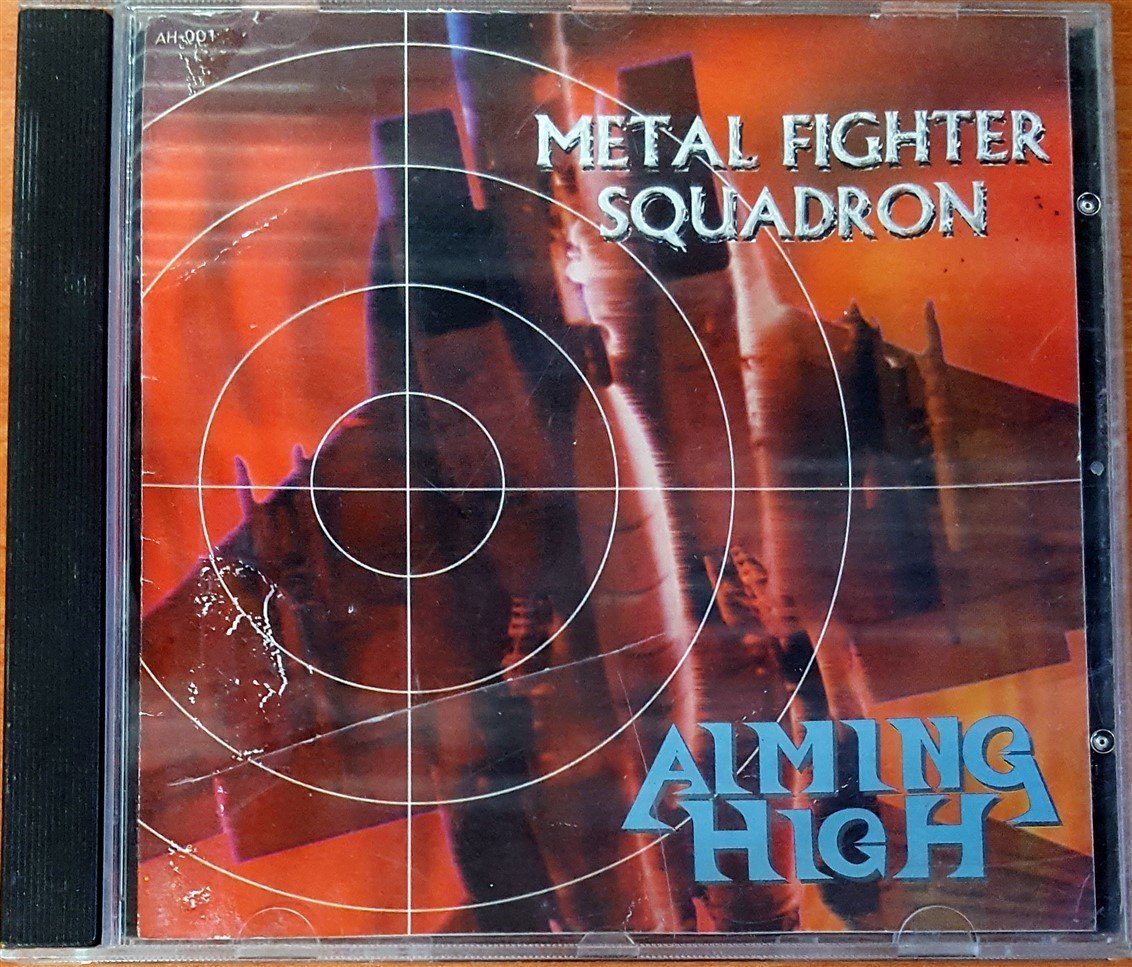 AH-001
METAL FIGHTER
SQUADRON
AIMING
HIGH